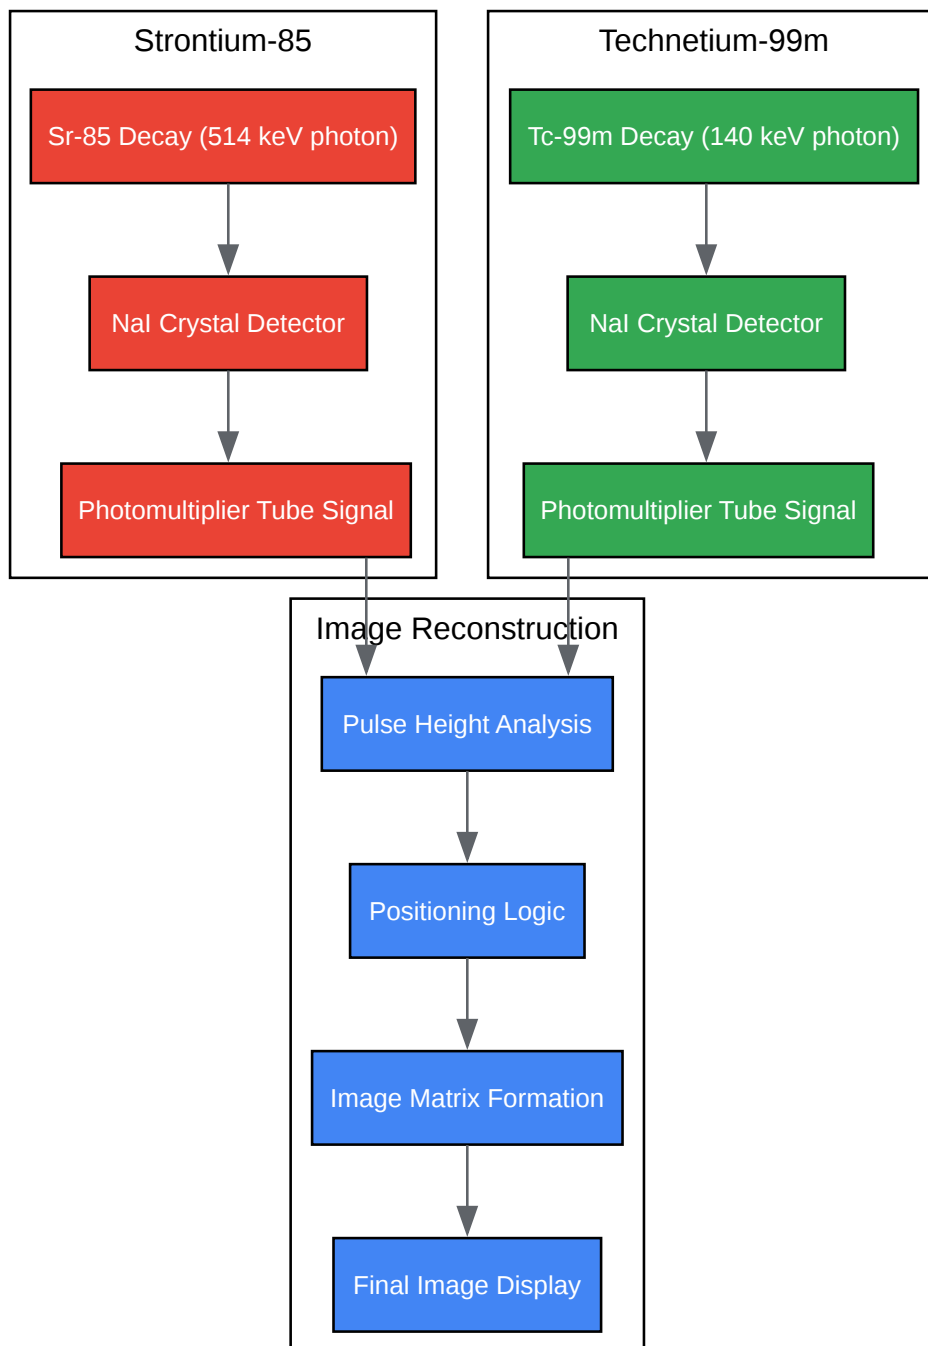 Strontium-85
Sr-85 Decay (514 keV photon)
NaI Crystal Detector
Photomultiplier Tube Signal
Technetium-99m
Tc-99m Decay (140 keV photon)
NaI Crystal Detector
Photomultiplier Tube Signal
Image Reconstruction
Pulse Height Analysis
Positioning Logic
Image Matrix Formation
Final Image Display